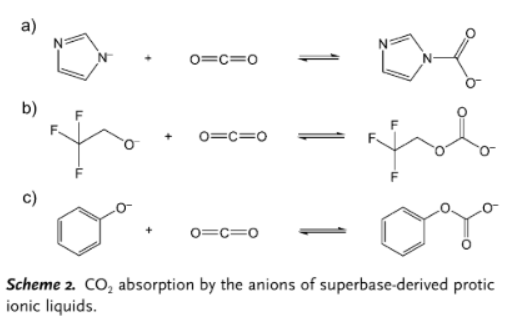 a)
N N⁻ + O=C=O N N O O⁻
b)
F F F O⁻ + O=C=O F F F O O O⁻
c)
O⁻ + O=C=O O O⁻ O
Scheme 2. CO₂ absorption by the anions of superbase-derived protic
ionic liquids.